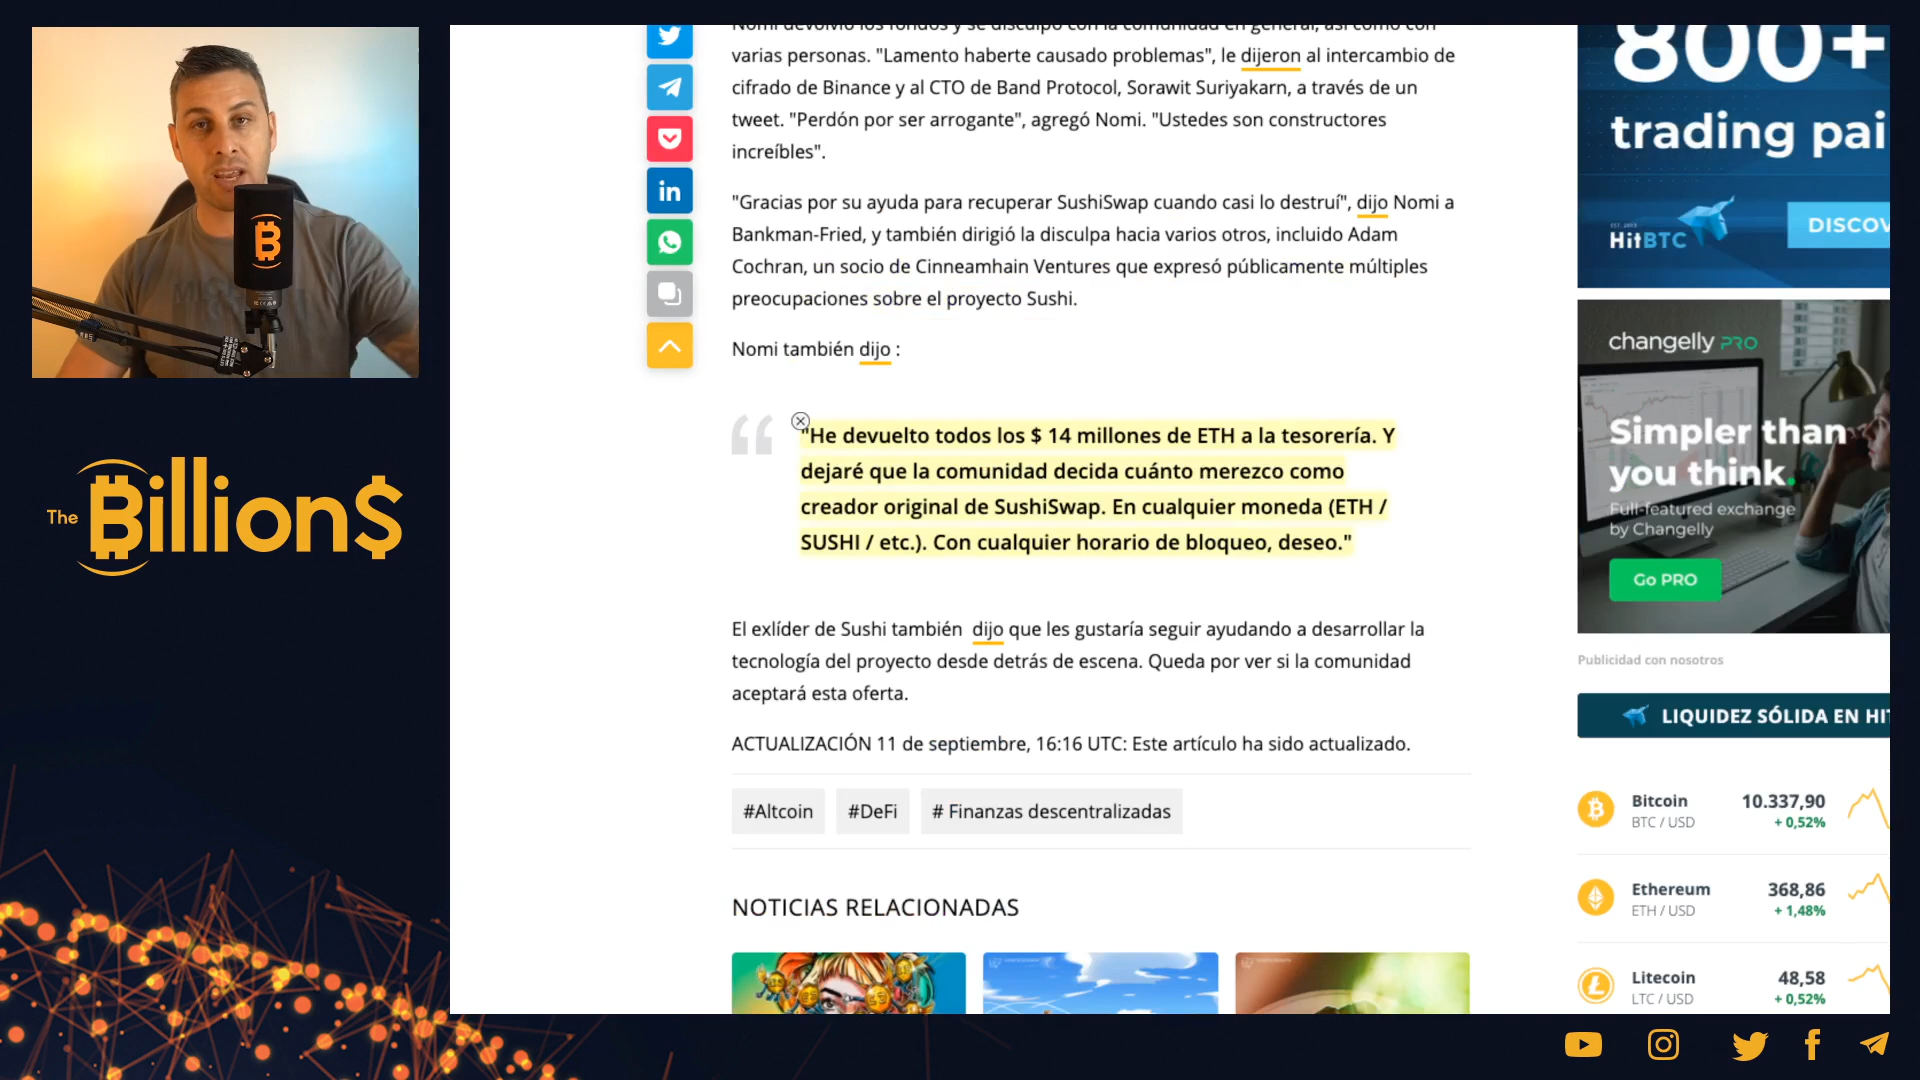 Nomi devolvió los fondos y se disculpó con la comunidad en general, así como con
varias personas. "Lamento haberte causado problemas", le dijeron al intercambio de
cifrado de Binance y al CTO de Band Protocol, Sorawit Suriyakarn, a través de un
tweet. "Perdón por ser arrogante", agregó Nomi. "Ustedes son constructores
increíbles".
"Gracias por su ayuda para recuperar SushiSwap cuando casi lo destruí", dijo Nomi a
Bankman-Fried, y también dirigió la disculpa hacia varios otros, incluido Adam
Cochran, un socio de Cinneamhain Ventures que expresó públicamente múltiples
preocupaciones sobre el proyecto Sushi.
Nomi también dijo :
"He devuelto todos los $ 14 millones de ETH a la tesorería. Y
dejaré que la comunidad decida cuánto merezco como
creador original de SushiSwap. En cualquier moneda (ETH /
SUSHI / etc.). Con cualquier horario de bloqueo, deseo."
El exlíder de Sushi también dijo que les gustaría seguir ayudando a desarrollar la
tecnología del proyecto desde detrás de escena. Queda por ver si la comunidad
aceptará esta oferta.
ACTUALIZACIÓN 11 de septiembre, 16:16 UTC: Este artículo ha sido actualizado.
#Altcoin #DeFi # Finanzas descentralizadas
NOTICIAS RELACIONADAS
The Billion$
in
800+
trading pai
HitBTC
DISCOV
changelly PRO
Simpler than
you think.
Full-featured exchange
by Changelly
Go PRO
Publicidad con nosotros
LIQUIDEZ SÓLIDA EN HIT
Bitcoin 10.337,90
BTC / USD + 0,52%
Ethereum 368,86
ETH / USD + 1,48%
Litecoin 48,58
LTC / USD + 0,52%